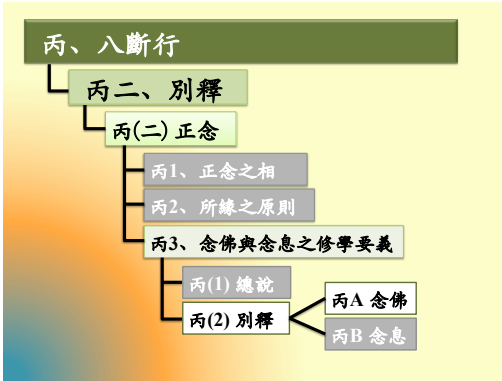 丙、八斷行
丙二、別釋
丙(二) 正念
丙1、正念之相
丙2、所緣之原則
丙3、念佛與念息之修學要義
丙(1) 總說
丙(2) 別釋
丙A 念佛
丙B 念息